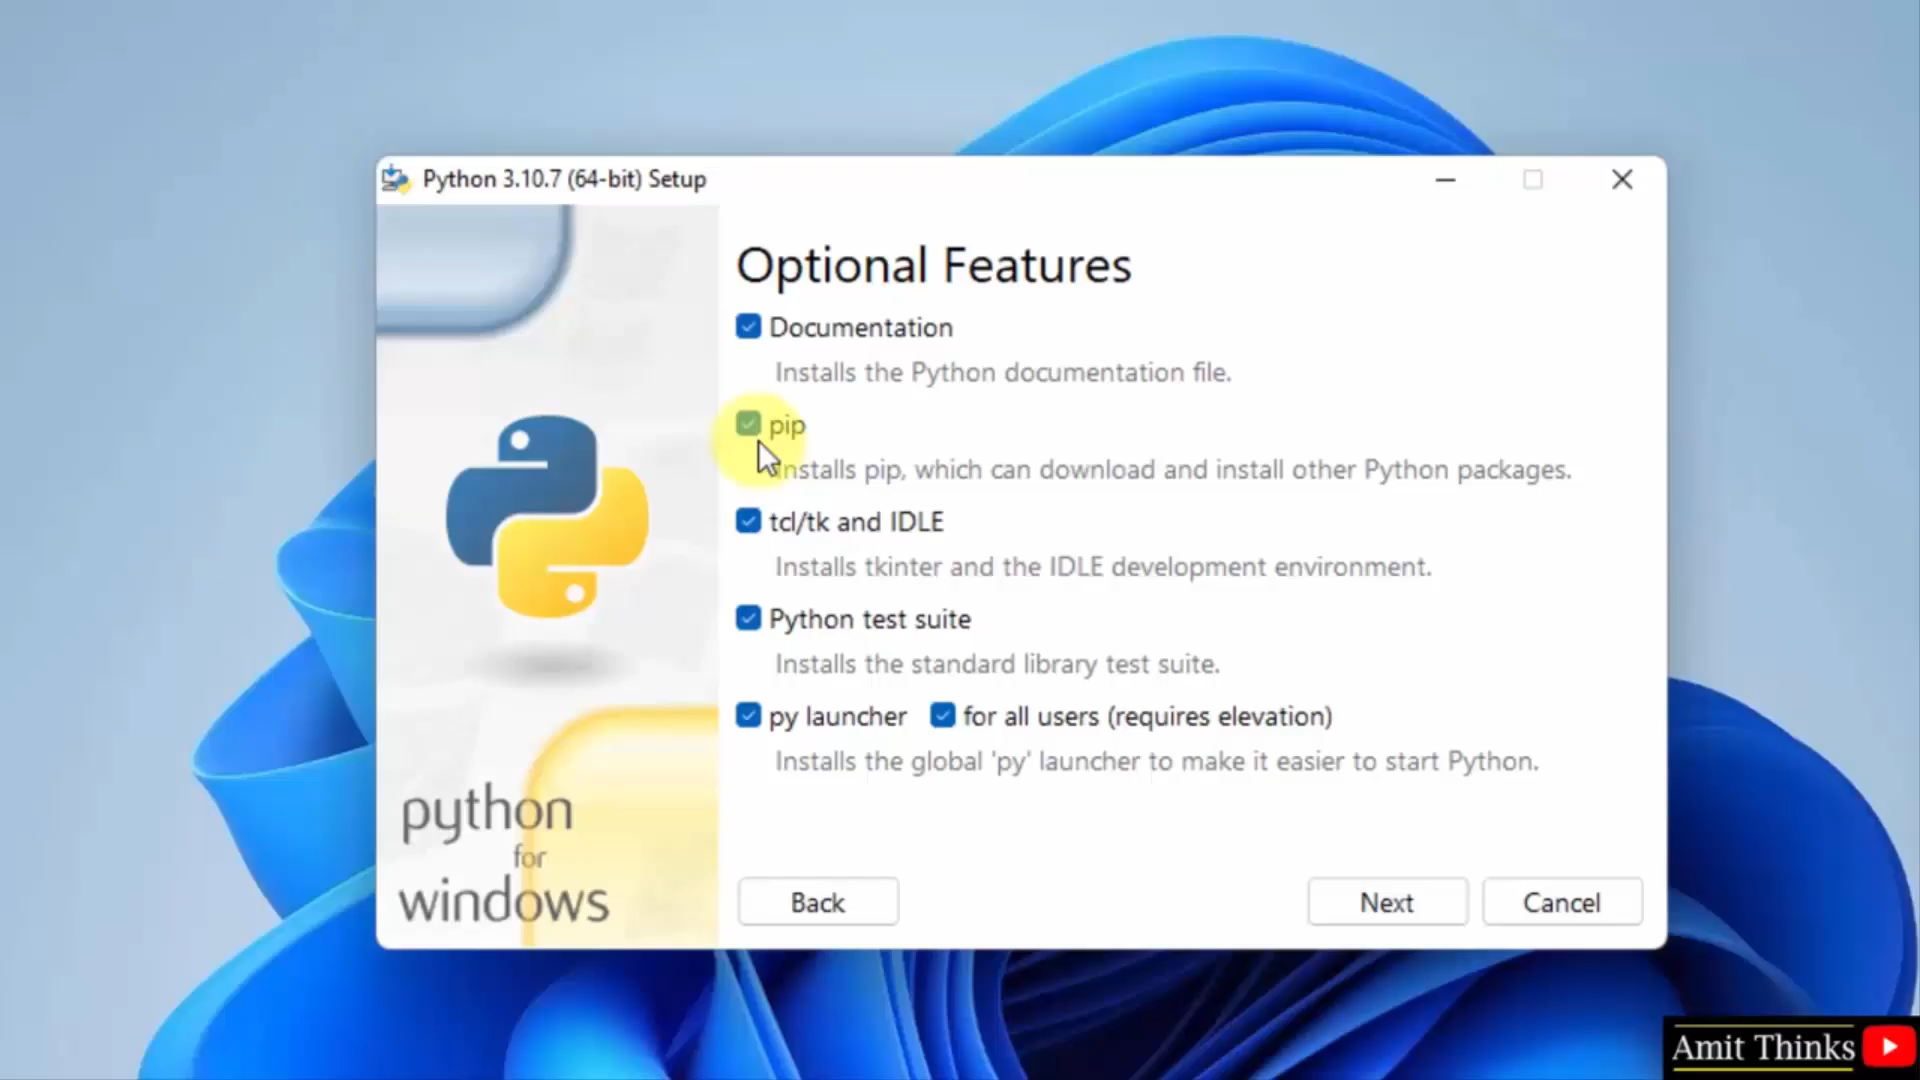 Python 3.10.7 (64-bit) Setup
Optional Features
Documentation
Installs the Python documentation file.
pip
Installs pip, which can download and install other Python packages.
tcl/tk and IDLE
Installs tkinter and the IDLE development environment.
Python test suite
Installs the standard library test suite.
py launcher for all users (requires elevation)
Installs the global 'py' launcher to make it easier to start Python.
python
for
windows
Back Next Cancel
Amit Thinks